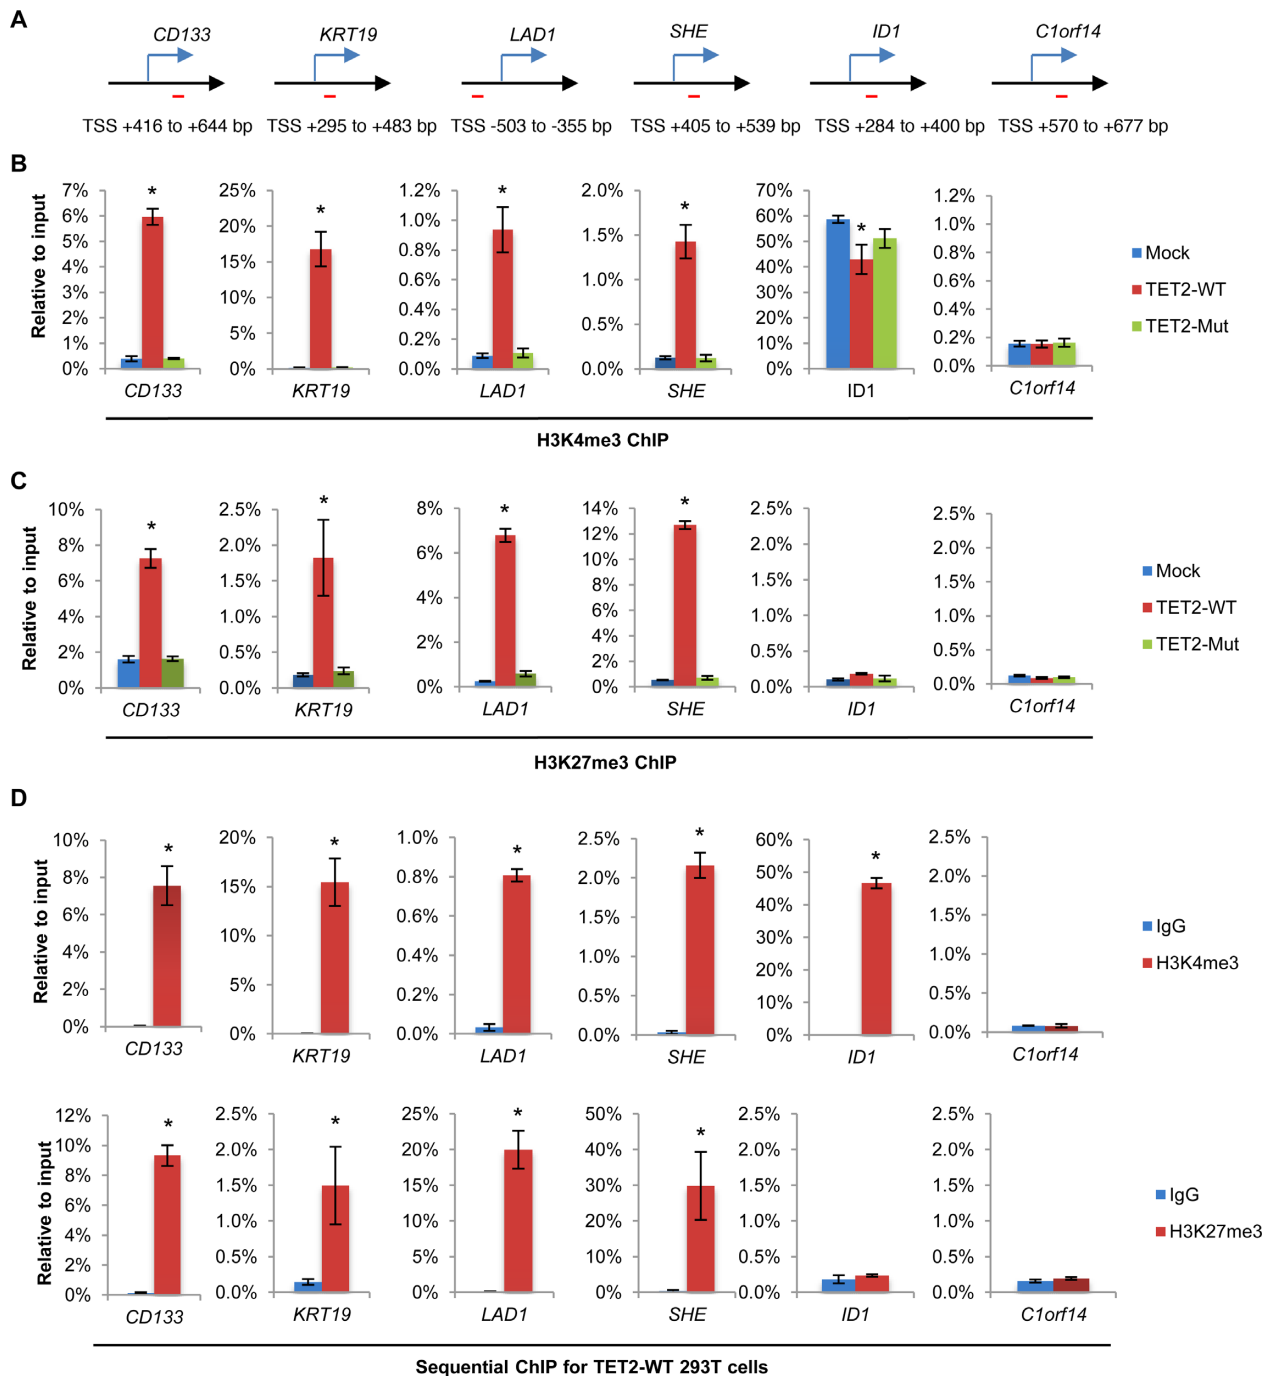 A
CD133 KRT19 LAD1 SHE ID1 C1orf14
TSS +416 to +644 bp TSS +295 to +483 bp TSS -503 to -355 bp TSS +405 to +539 bp TSS +284 to +400 bp TSS +570 to +677 bp
B
Relative to input
7% 6% 5% 4% 3% 2% 1% 0%
*
CD133
25% 20% 15% 10% 5% 0%
*
KRT19
1.2% 1.0% 0.8% 0.6% 0.4% 0.2% 0.0%
*
LAD1
2.0% 1.5% 1.0% 0.5% 0.0%
*
SHE
70% 60% 50% 40% 30% 20% 10% 0%
*
ID1
1.2% 1.0% 0.8% 0.6% 0.4% 0.2% 0.0%
C1orf14
Mock
TET2-WT
TET2-Mut
H3K4me3 ChIP
C
Relative to input
10% 8% 6% 4% 2% 0%
*
CD133
2.5% 2.0% 1.5% 1.0% 0.5% 0.0%
*
KRT19
8% 6% 4% 2% 0%
*
LAD1
14% 12% 10% 8% 6% 4% 2% 0%
*
SHE
2.5% 2.0% 1.5% 1.0% 0.5% 0.0%
ID1
2.5% 2.0% 1.5% 1.0% 0.5% 0.0%
C1orf14
Mock
TET2-WT
TET2-Mut
H3K27me3 ChIP
D
Relative to input
10% 8% 6% 4% 2% 0%
*
CD133
20% 15% 10% 5% 0%
*
KRT19
1.0% 0.8% 0.6% 0.4% 0.2% 0.0%
*
LAD1
2.5% 2.0% 1.5% 1.0% 0.5% 0.0%
*
SHE
60% 50% 40% 30% 20% 10% 0%
*
ID1
2.5% 2.0% 1.5% 1.0% 0.5% 0.0%
C1orf14
IgG
H3K4me3
Relative to input
12% 10% 8% 6% 4% 2% 0%
*
CD133
2.5% 2.0% 1.5% 1.0% 0.5% 0.0%
*
KRT19
25% 20% 15% 10% 5% 0%
*
LAD1
50% 40% 30% 20% 10% 0%
*
SHE
2.5% 2.0% 1.5% 1.0% 0.5% 0.0%
ID1
2.5% 2.0% 1.5% 1.0% 0.5% 0.0%
C1orf14
IgG
H3K27me3
Sequential ChIP for TET2-WT 293T cells